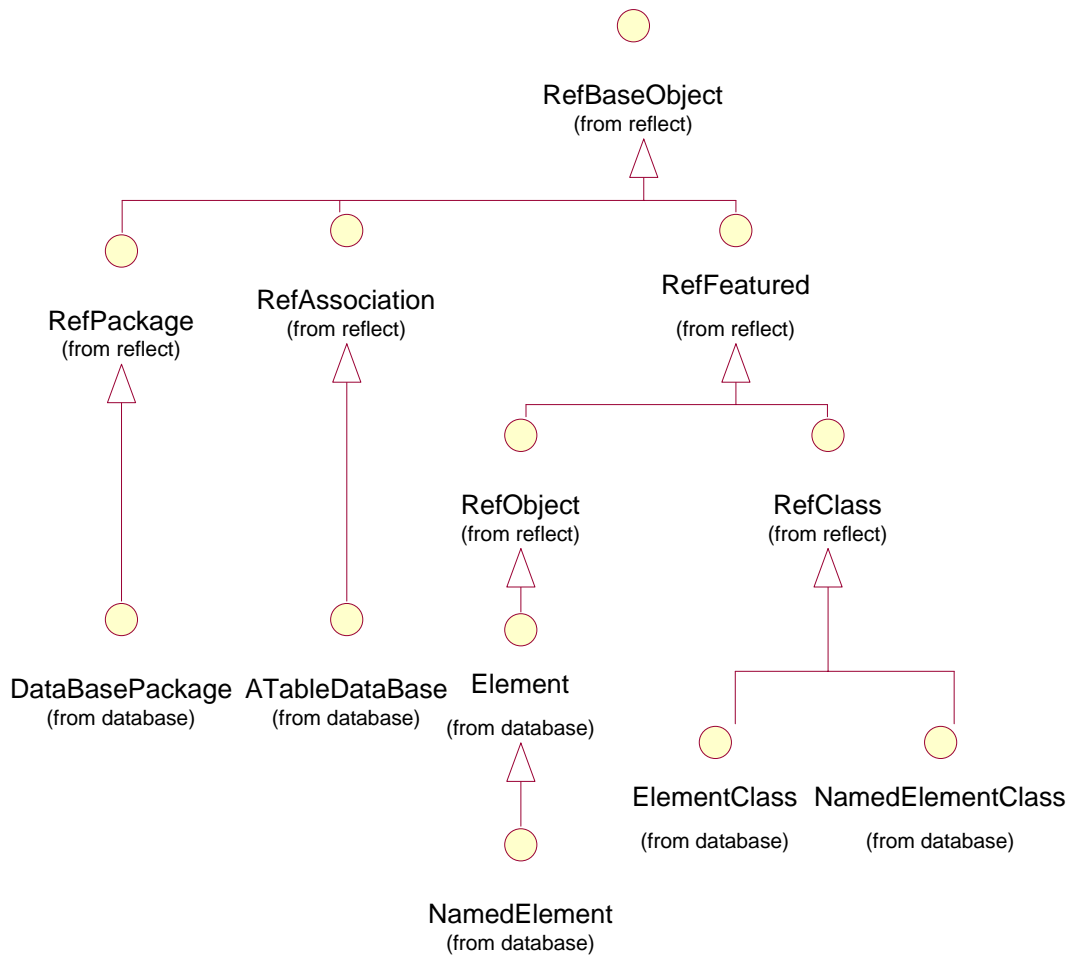 RefBaseObject
(from reflect)
RefPackage
(from reflect)
RefAssociation
(from reflect)
RefFeatured
(from reflect)
RefObject
(from reflect)
RefClass
(from reflect)
DataBasePackage
(from database)
ATableDataBase
(from database)
Element
(from database)
ElementClass
(from database)
NamedElementClass
(from database)
NamedElement
(from database)